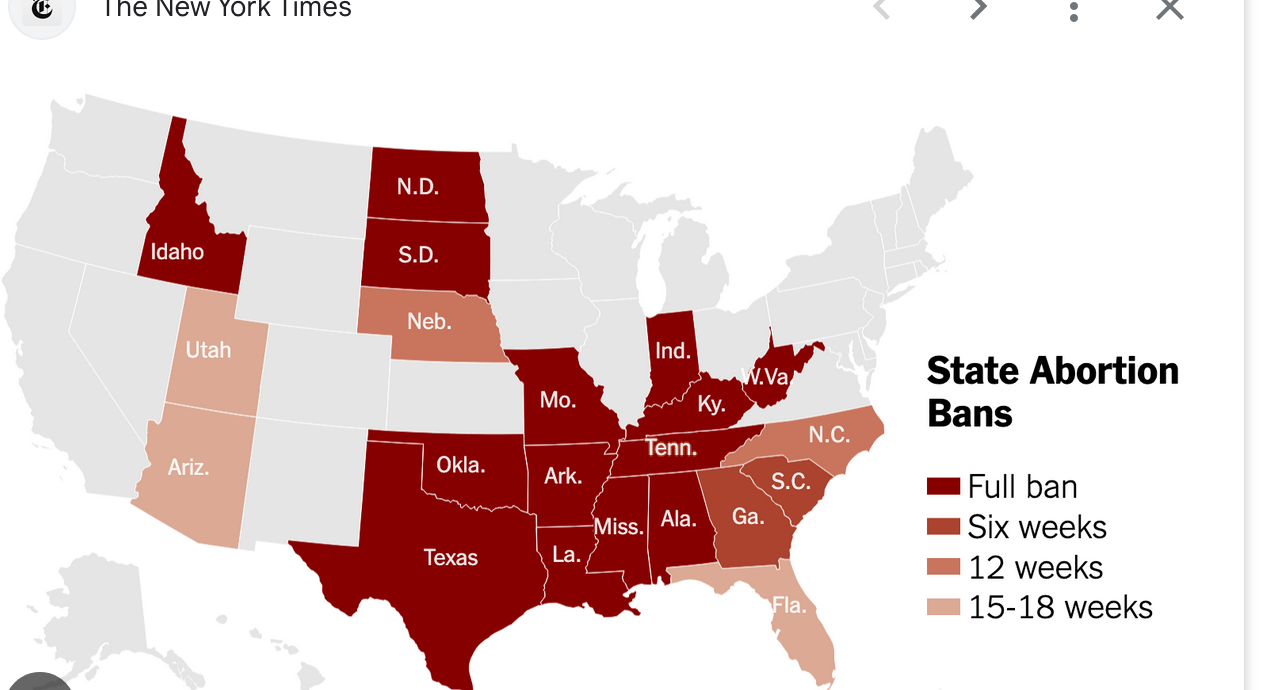 The New York Times
N.D.
Idaho
S.D.
Neb.
Utah
Ind.
W.Va.
Mo.
Ky.
N.C.
Ariz.
Okla.
Ark.
Tenn.
S.C.
Texas
La.
Miss.
Ala.
Ga.
Fla.
State Abortion
Bans
Full ban
Six weeks
12 weeks
15-18 weeks